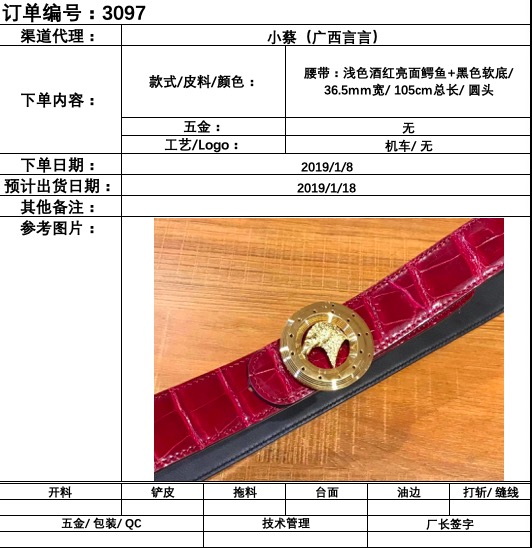 订单编号：3097
渠道代理： 小蔡（广西言言）
下单内容： 款式/皮料/颜色： 腰带：浅色酒红亮面鳄鱼+黑色软底/
36.5mm宽/ 105cm总长/ 圆头
五金： 无
工艺/Logo： 机车/ 无
下单日期： 2019/1/8
预计出货日期： 2019/1/18
其他备注：
参考图片：
开料 铲皮 拖料 台面 油边 打斩/ 缝线
五金/ 包装/ QC 技术管理 厂长签字